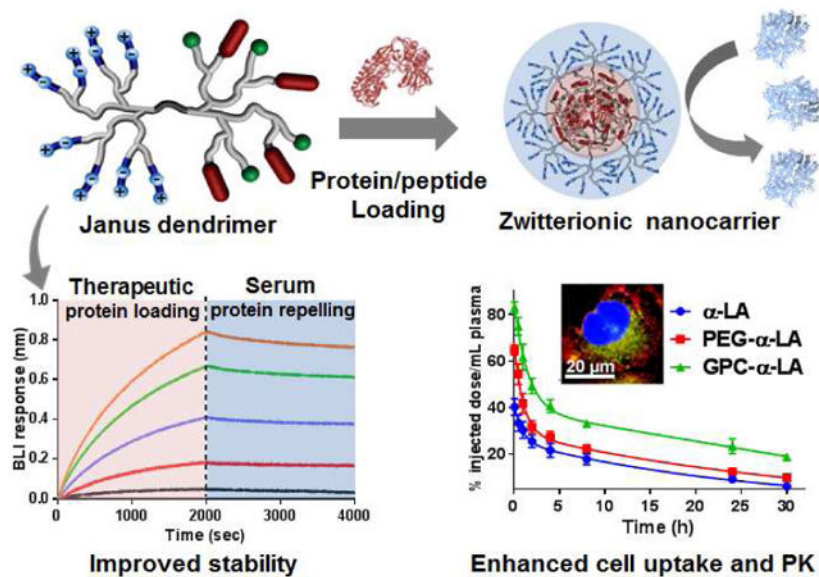 Protein/peptide
Loading
Janus dendrimer
Zwitterionic nanocarrier
Therapeutic
protein loading
Serum
protein repelling
BLI response (nm)
1.0
0.8
0.6
0.4
0.2
0.0
0
1000
2000
3000
4000
Time (sec)
Improved stability
% injected dose/mL plasma
80
60
40
20
20 µm
α-LA
PEG-α-LA
GPC-α-LA
0
5
10
15
20
25
30
Time (h)
Enhanced cell uptake and PK